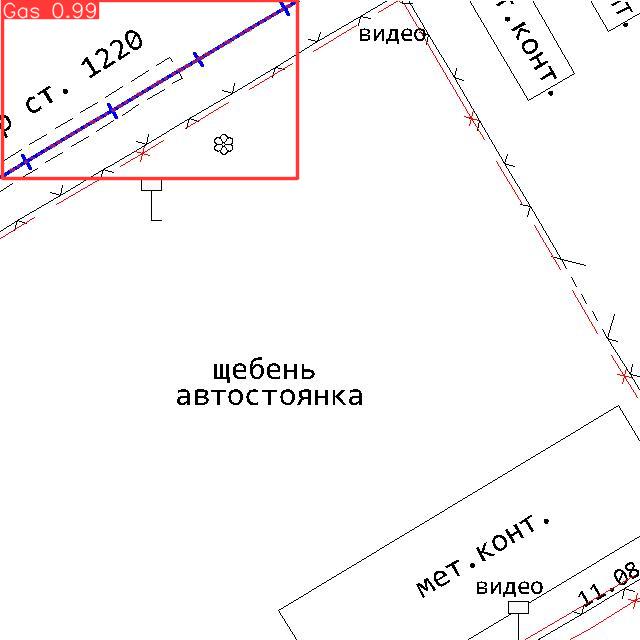 Gas 0.99
р ст. 1220
видео
т.конт.
т.
щебень
автостоянка
мет.конт.
видео
11.08